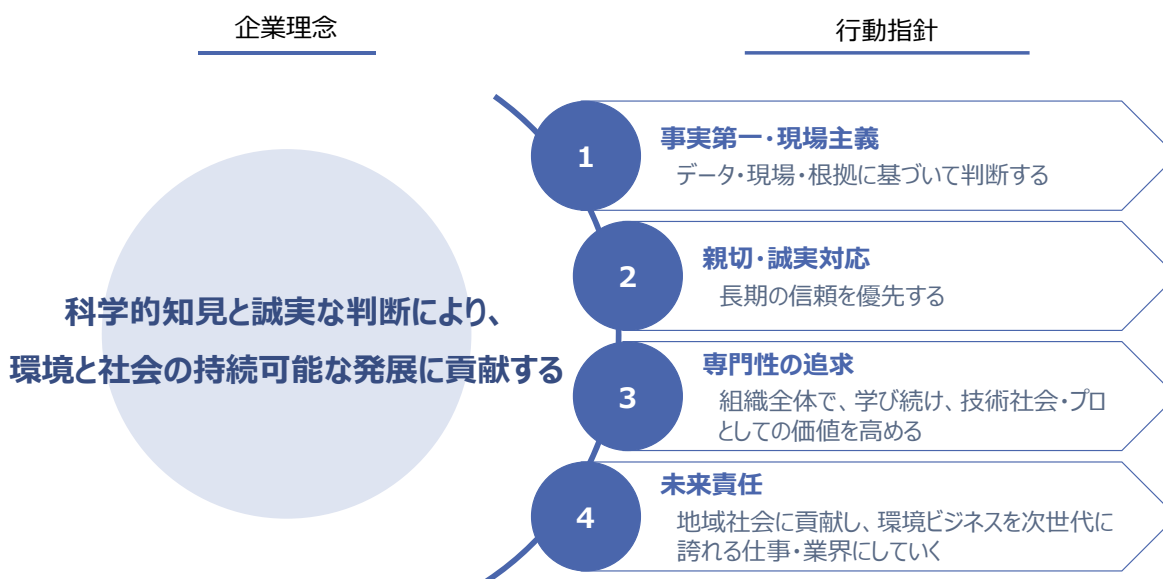 企業理念
行動指針
科学的知見と誠実な判断により、
環境と社会の持続可能な発展に貢献する
1
事実第一・現場主義
データ・現場・根拠に基づいて判断する
2
親切・誠実対応
長期の信頼を優先する
3
専門性の追求
組織全体で、学び続け、技術社会・プロ
としての価値を高める
4
未来責任
地域社会に貢献し、環境ビジネスを次世代に
誇れる仕事・業界にしていく